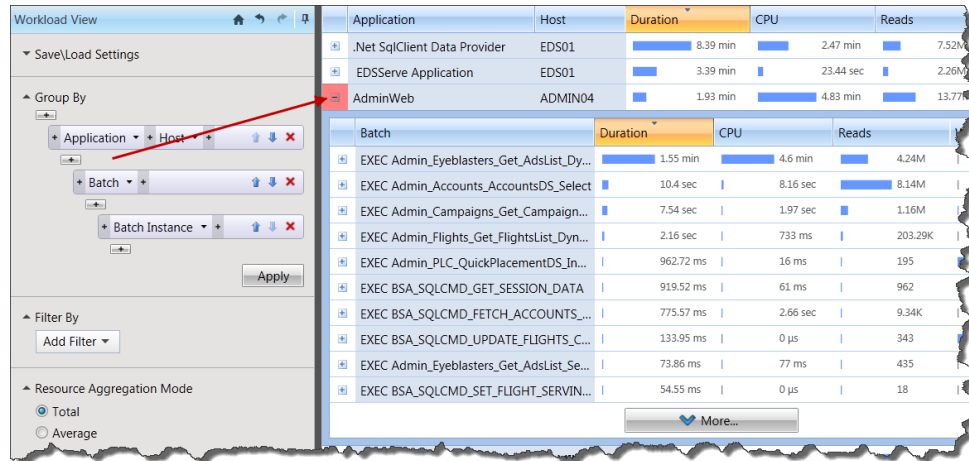 Workload View
Save\Load Settings
Group By
Application Host
Batch
Batch Instance
Apply
Filter By
Add Filter
Resource Aggregation Mode
Total
Average
Application Host Duration CPU Reads
.Net SqlClient Data Provider EDS01 8.39 min 2.47 min 7.52M
EDSServe Application EDS01 3.39 min 23.44 sec 2.26M
AdminWeb ADMIN04 1.93 min 4.83 min 13.77M
Batch Duration CPU Reads
EXEC Admin_Eyeblasters_Get_AdsList_Dy... 1.55 min 4.6 min 4.24M
EXEC Admin_Accounts_AccountsDS_Select 10.4 sec 8.16 sec 8.14M
EXEC Admin_Campaigns_Get_Campaign... 7.54 sec 1.97 sec 1.16M
EXEC Admin_Flights_Get_FlightsList_Dyn... 2.16 sec 733 ms 203.29K
EXEC Admin_PLC_QuickPlacementDS_In... 962.72 ms 16 ms 195
EXEC BSA_SQLCMD_GET_SESSION_DATA 919.52 ms 61 ms 962
EXEC BSA_SQLCMD_FETCH_ACCOUNTS_... 775.57 ms 2.66 sec 9.34K
EXEC BSA_SQLCMD_UPDATE_FLIGHTS_C... 133.95 ms 0 µs 343
EXEC Admin_Eyeblasters_Get_AdsList_Se... 73.86 ms 77 ms 435
EXEC BSA_SQLCMD_SET_FLIGHT_SERVIN... 54.55 ms 0 µs 18
More...